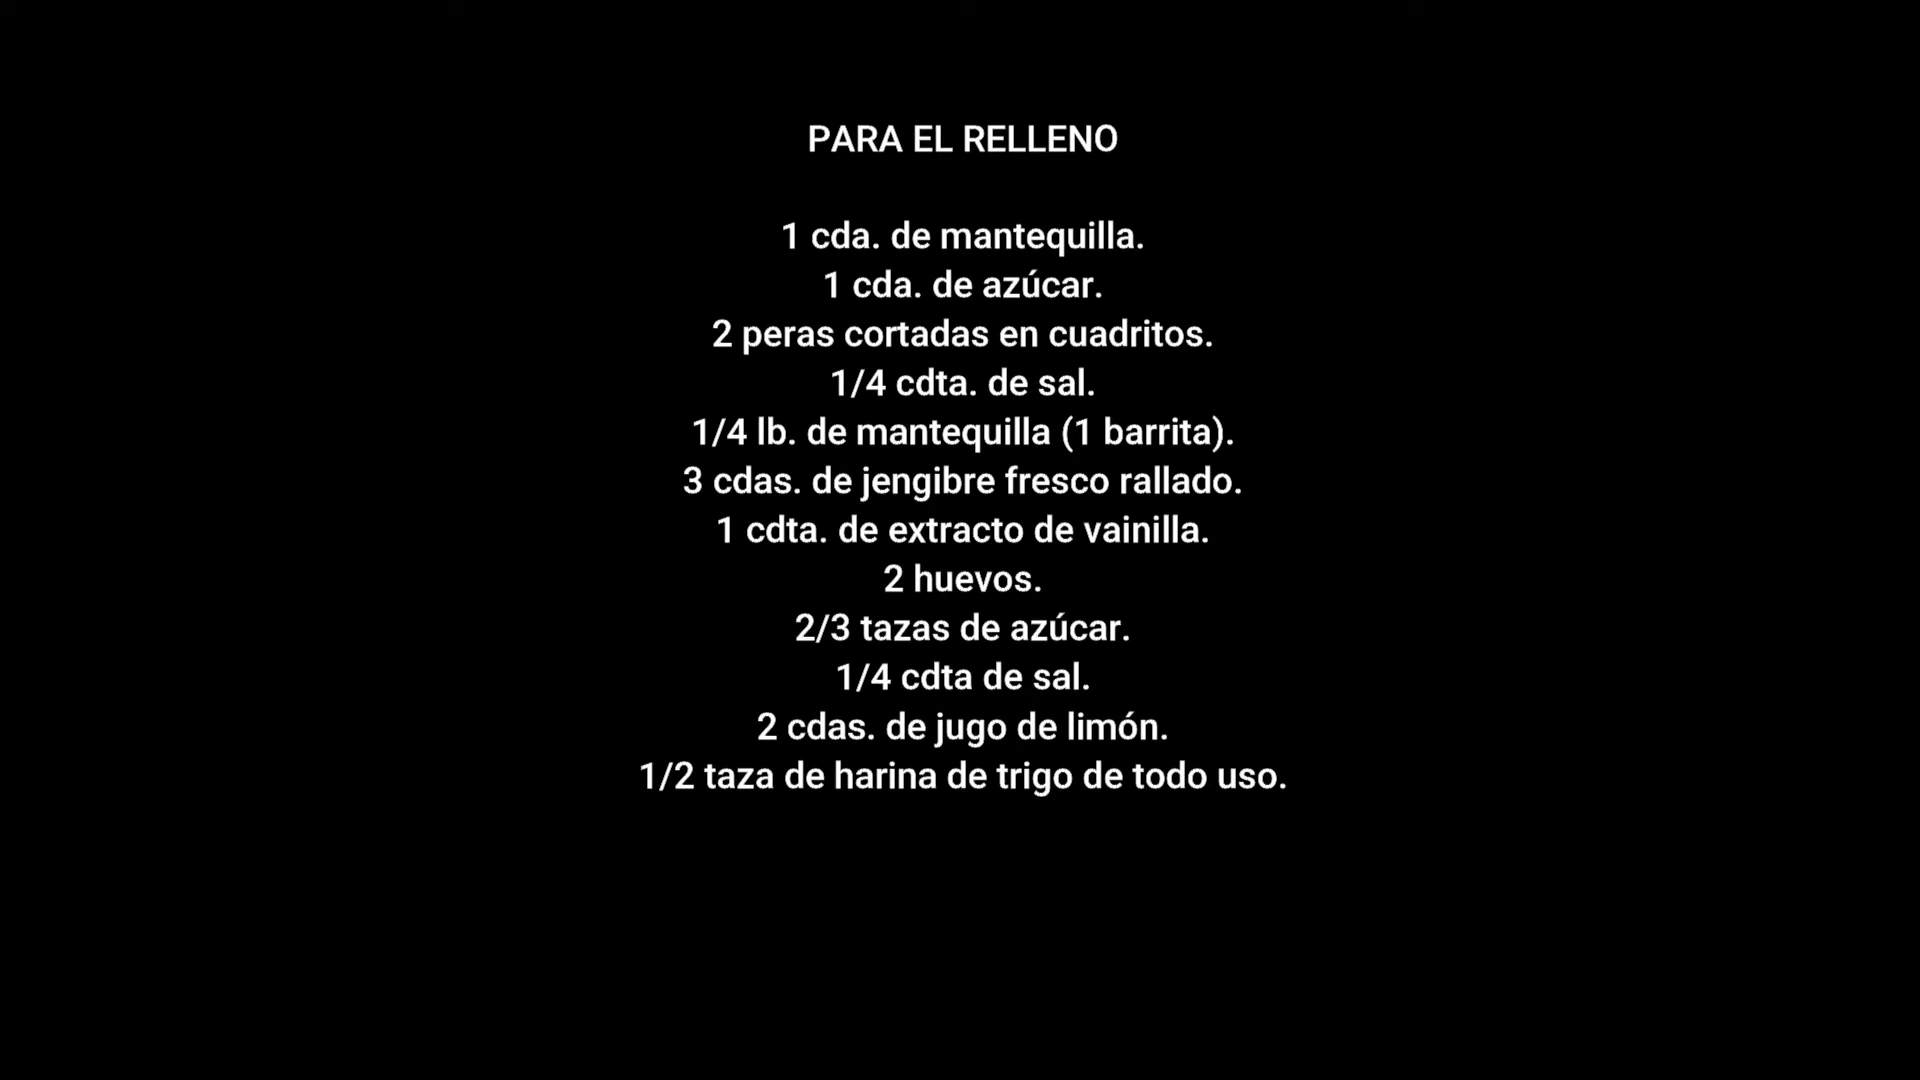 PARA EL RELLENO
1 cda. de mantequilla.
1 cda. de azúcar.
2 peras cortadas en cuadritos.
1/4 cdta. de sal.
1/4 lb. de mantequilla (1 barrita).
3 cdas. de jengibre fresco rallado.
1 cdta. de extracto de vainilla.
2 huevos.
2/3 tazas de azúcar.
1/4 cdta de sal.
2 cdas. de jugo de limón.
1/2 taza de harina de trigo de todo uso.